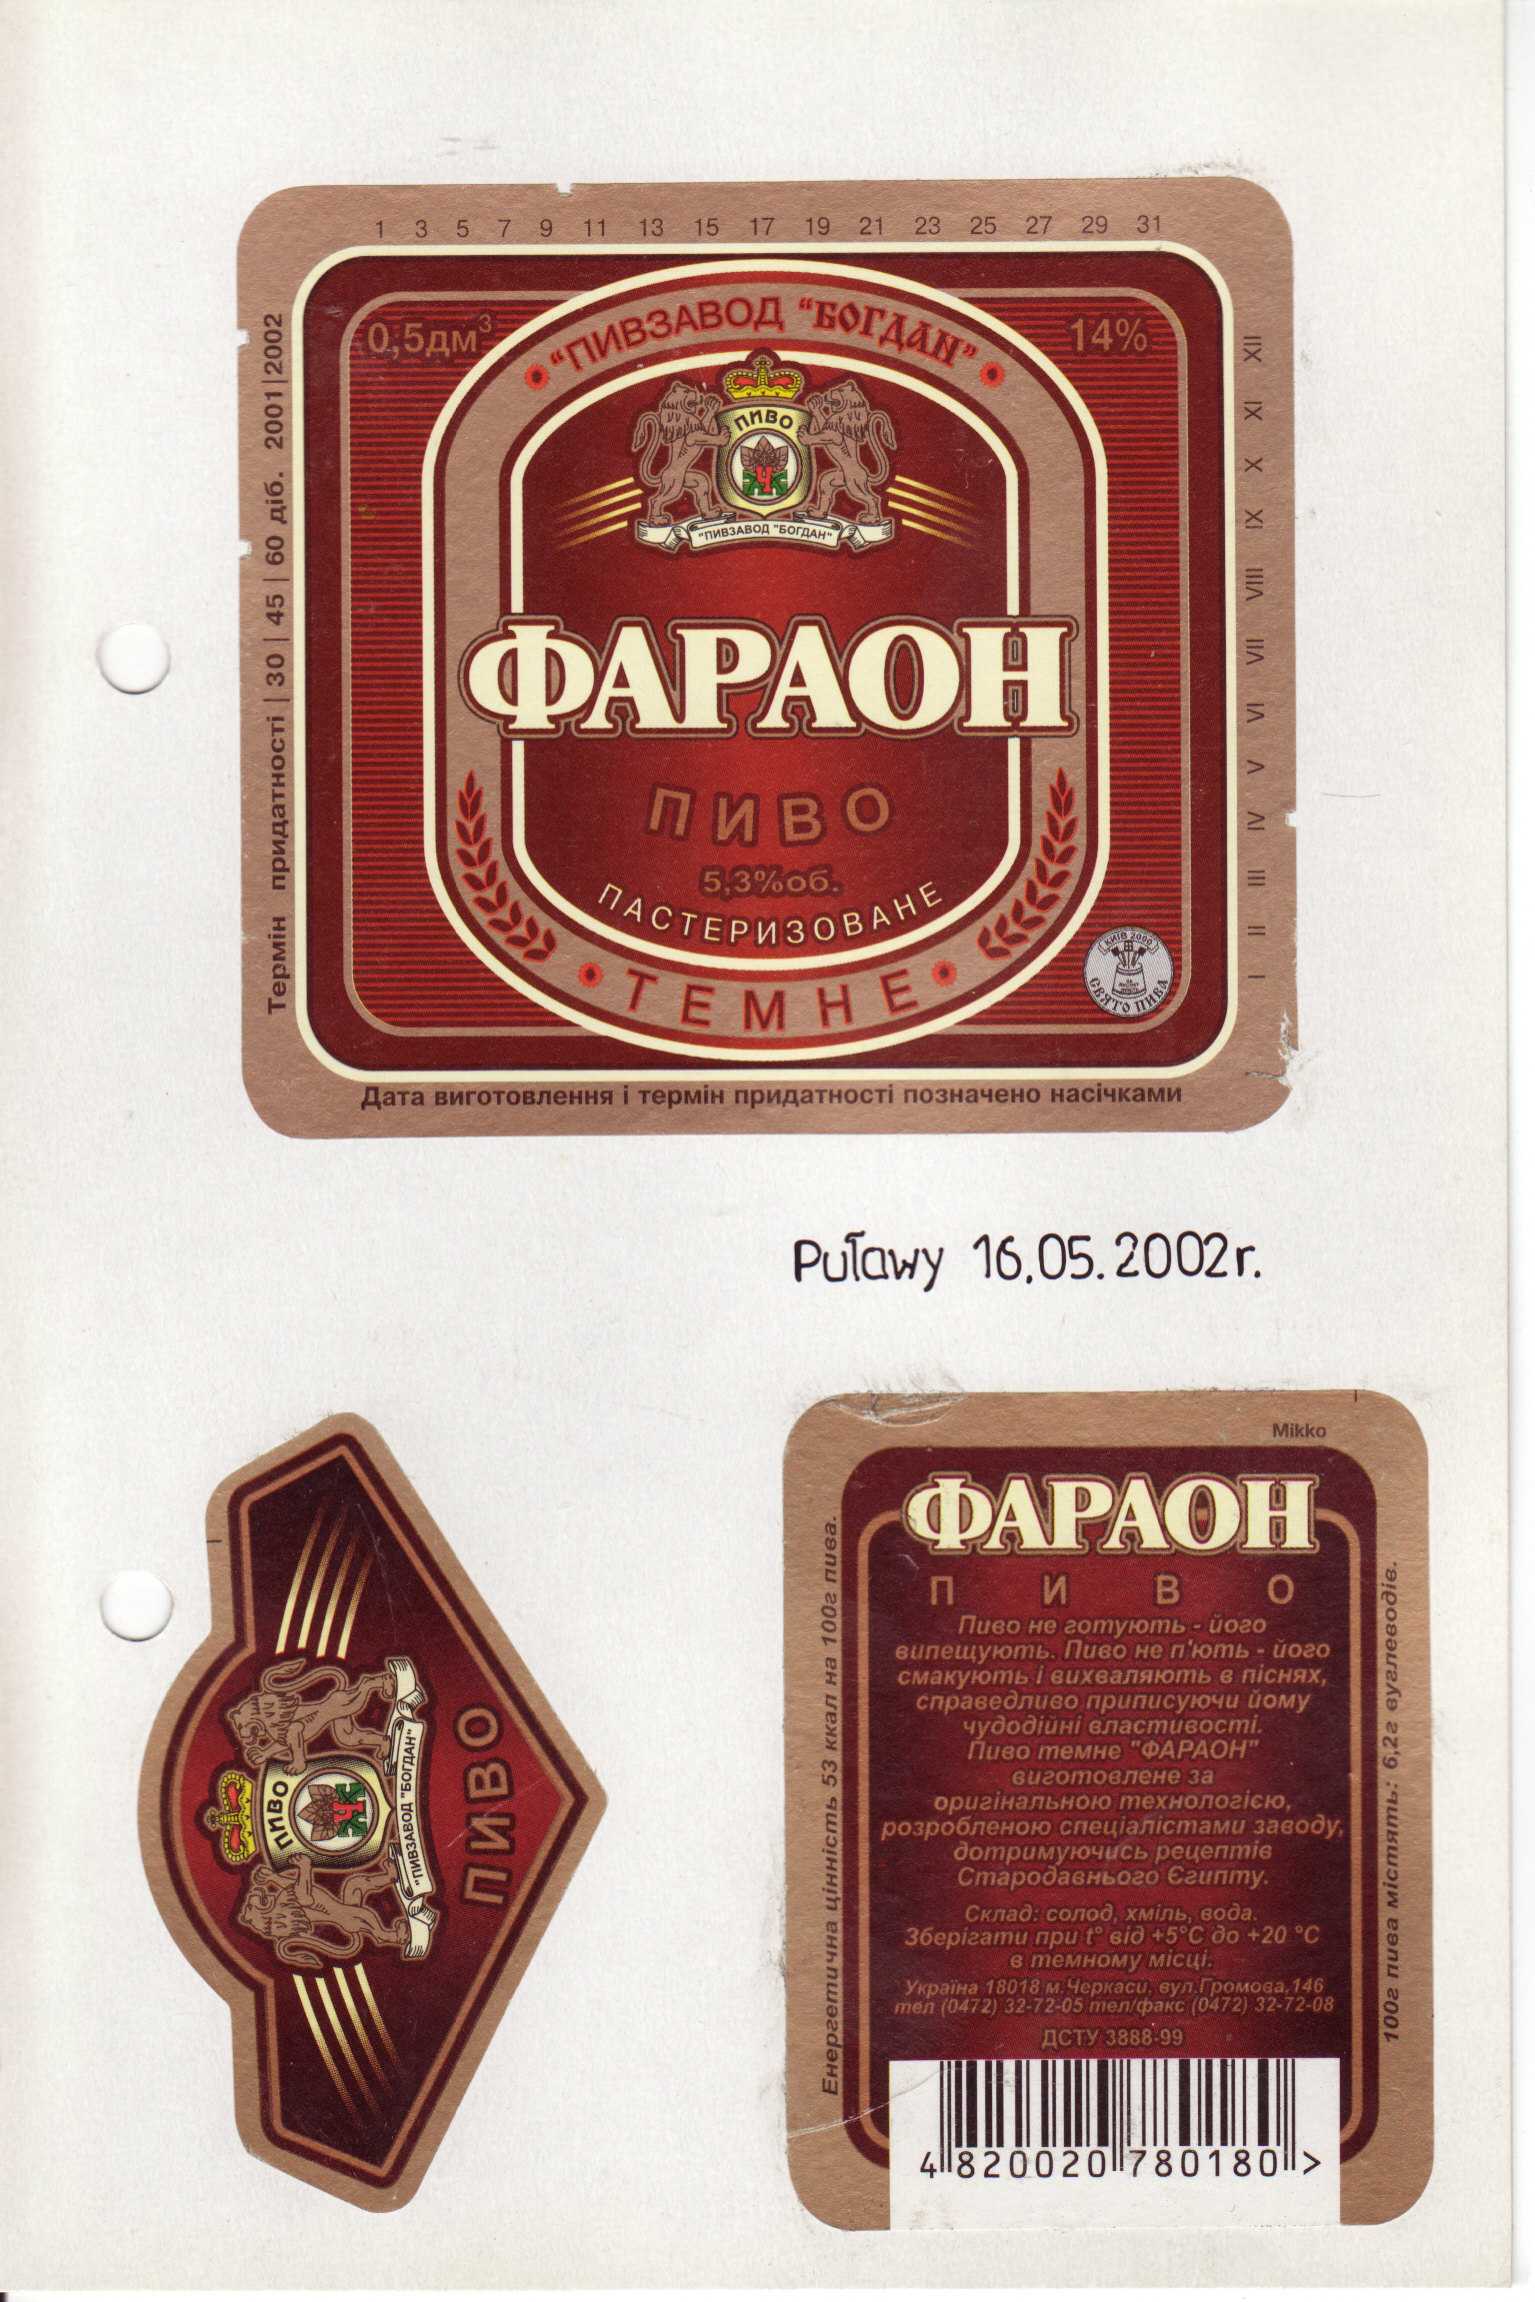 1 3 5 7 9 11 13 15 17 19 21 23 25 27 29 31
Термін придатності | 30 | 45 | 60 діб. 2001 | 2002
0,5дм³
"ПИВЗАВОД "БОГДАН"
14%
ПИВО
"ПИВЗАВОД "БОГДАН"
ФАРАОН
ПИВО
5,3%об.
ПАСТЕРИЗОВАНЕ
ТЕМНЕ
КИЇВ 2000
СВЯТО ПИВА
I II III IV V VI VII VIII IX X XI XII
Дата виготовлення і термін придатності позначено насічками
Puławy 16.05.2002r.
ПИВО
"ПИВЗАВОД "БОГДАН"
ПИВО
Mikko
ФАРАОН
ПИВО
Пиво не готують - його
випещують. Пиво не п'ють - його
смакують і вихваляють в піснях,
справедливо приписуючи йому
чудодійні властивості.
Пиво темне "ФАРАОН"
виготовлене за
оригінальною технологією,
розробленою спеціалістами заводу,
дотримуючись рецептів
Стародавнього Єгипту.
Склад: солод, хміль, вода.
Зберігати при t° від +5°С до +20 °С
в темному місці.
Україна 18018 м.Черкаси, вул.Громова,146
тел (0472) 32-72-05 тел/факс (0472) 32-72-08
ДСТУ 3888-99
4 820020 780180 >
Енергетична цінність 53 ккал на 100г пива.
100г пива містять: 6,2г вуглеводів.